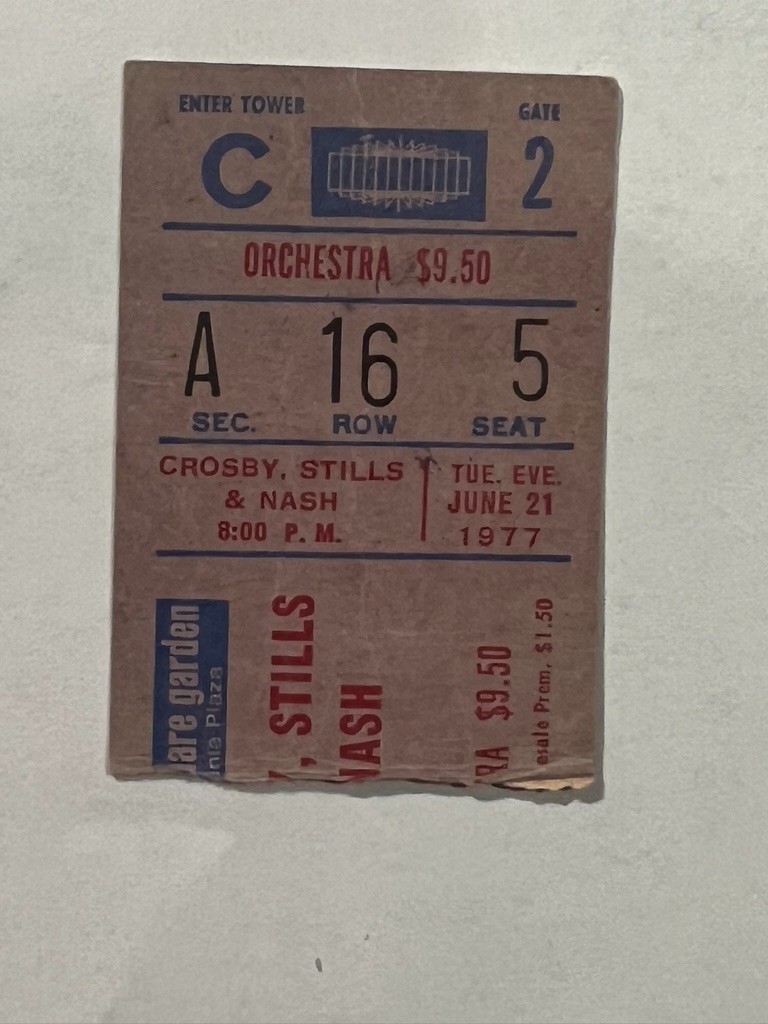 ENTER TOWER GATE
C 2
ORCHESTRA $9.50
A 16 5
SEC. ROW SEAT
CROSBY, STILLS TUE. EVE.
& NASH JUNE 21
8:00 P. M. 1977
are garden
Plaza
, STILLS
NASH
RA $9.50
esale Prem. $1.50